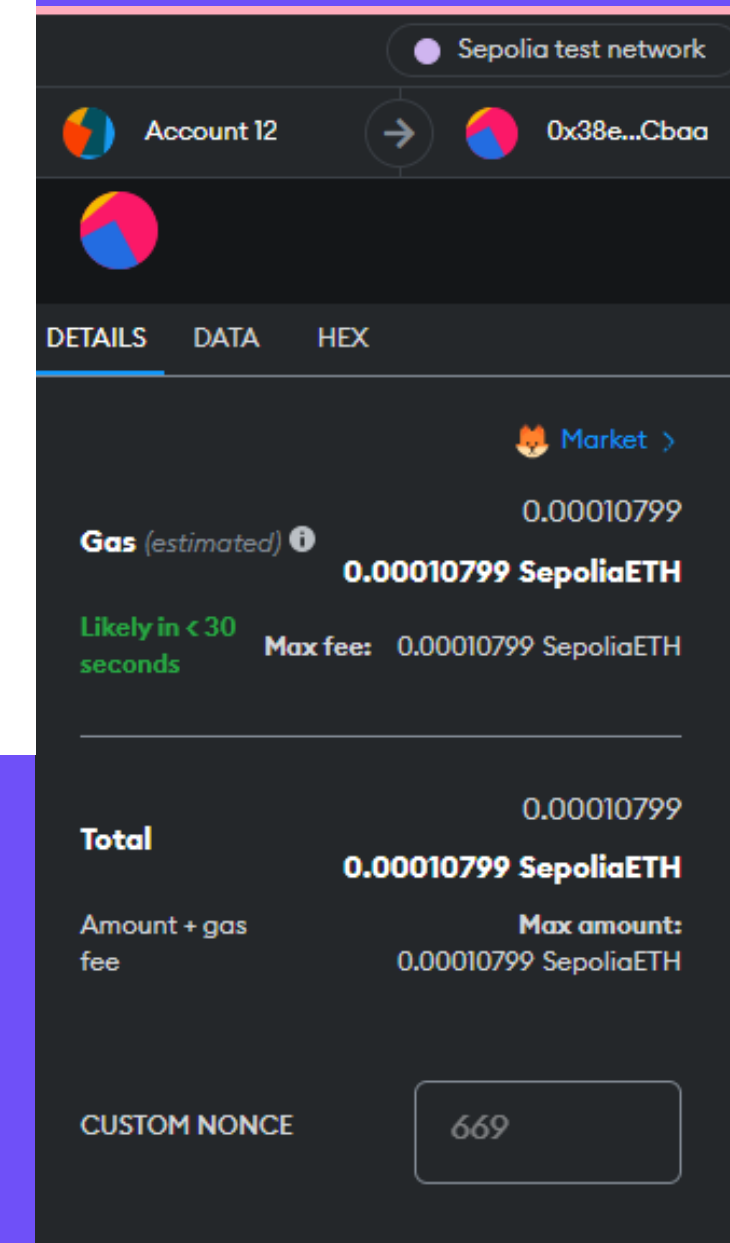 Sepolia test network
Account 12 0x38e...Cbaa
DETAILS DATA HEX
Market >
0.00010799
Gas (estimated)
0.00010799 SepoliaETH
Likely in < 30 seconds
Max fee: 0.00010799 SepoliaETH
0.00010799
Total
0.00010799 SepoliaETH
Amount + gas fee
Max amount:
0.00010799 SepoliaETH
CUSTOM NONCE 669